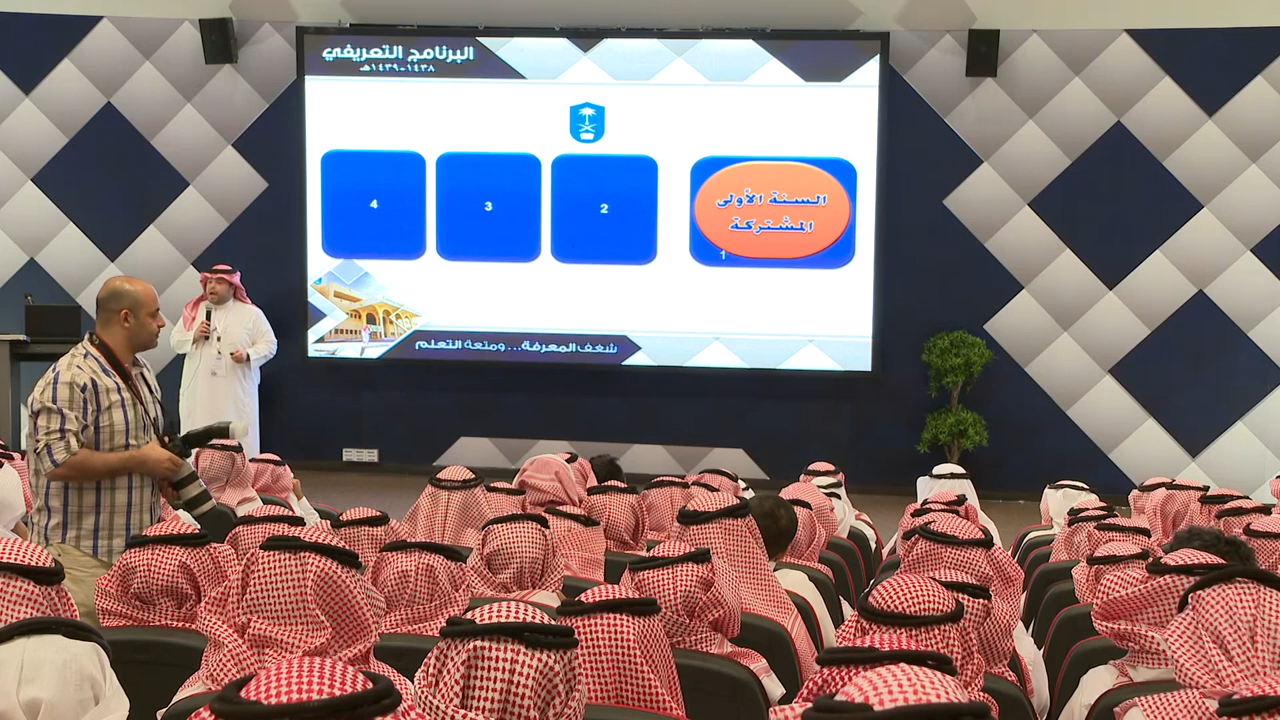 البرنامج التعريفي
١٤٣٨-١٤٣٩هـ
السنة الأولى
المشتركة
1
2
3
4
شغف المعرفة... ومتعة التعلم